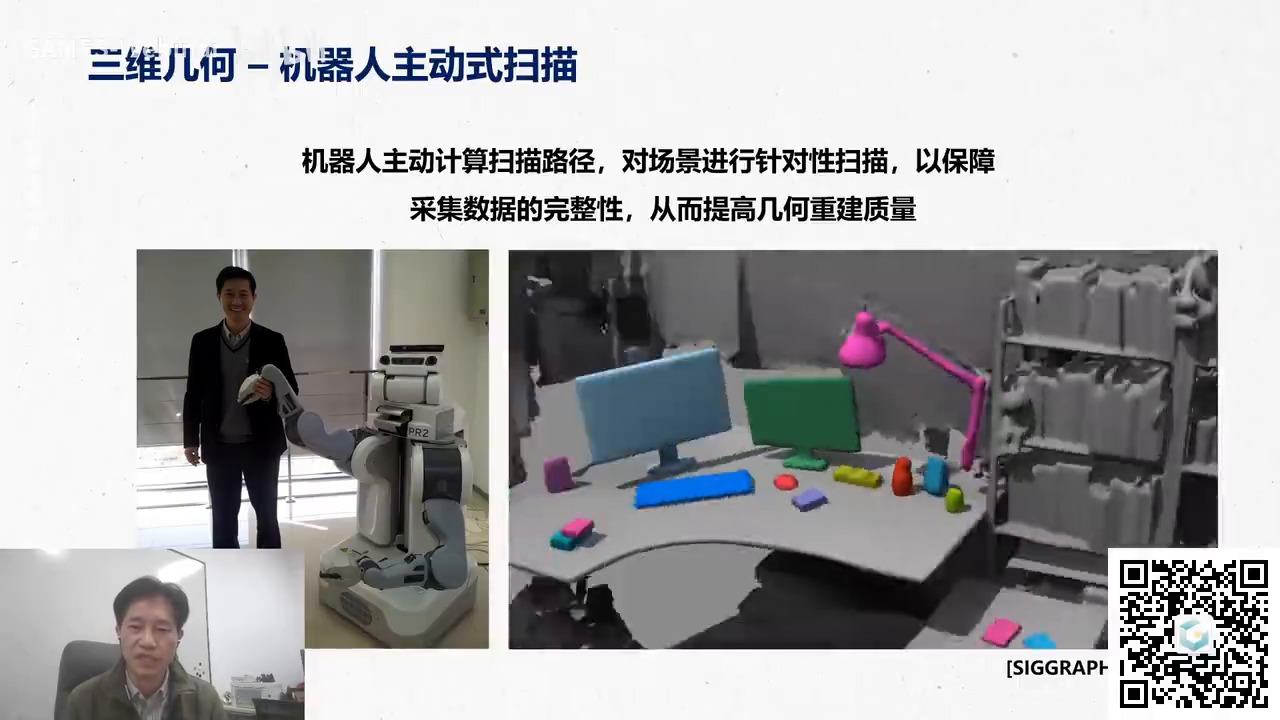 三维几何 – 机器人主动式扫描
机器人主动计算扫描路径，对场景进行针对性扫描，以保障
采集数据的完整性，从而提高几何重建质量
PR2
[SIGGRAPH